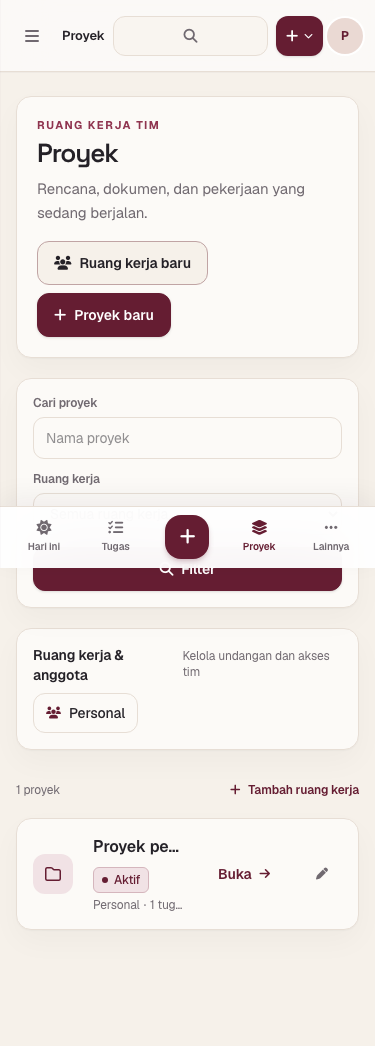 Proyek
P
RUANG KERJA TIM
Proyek
Rencana, dokumen, dan pekerjaan yang
sedang berjalan.
Ruang kerja baru
Proyek baru
Cari proyek
Nama proyek
Ruang kerja
Hari ini
Tugas
Proyek
Lainnya
Filter
Ruang kerja &
anggota
Kelola undangan dan akses
tim
Personal
1 proyek
Tambah ruang kerja
Proyek pe...
Aktif
Personal · 1 tug...
Buka